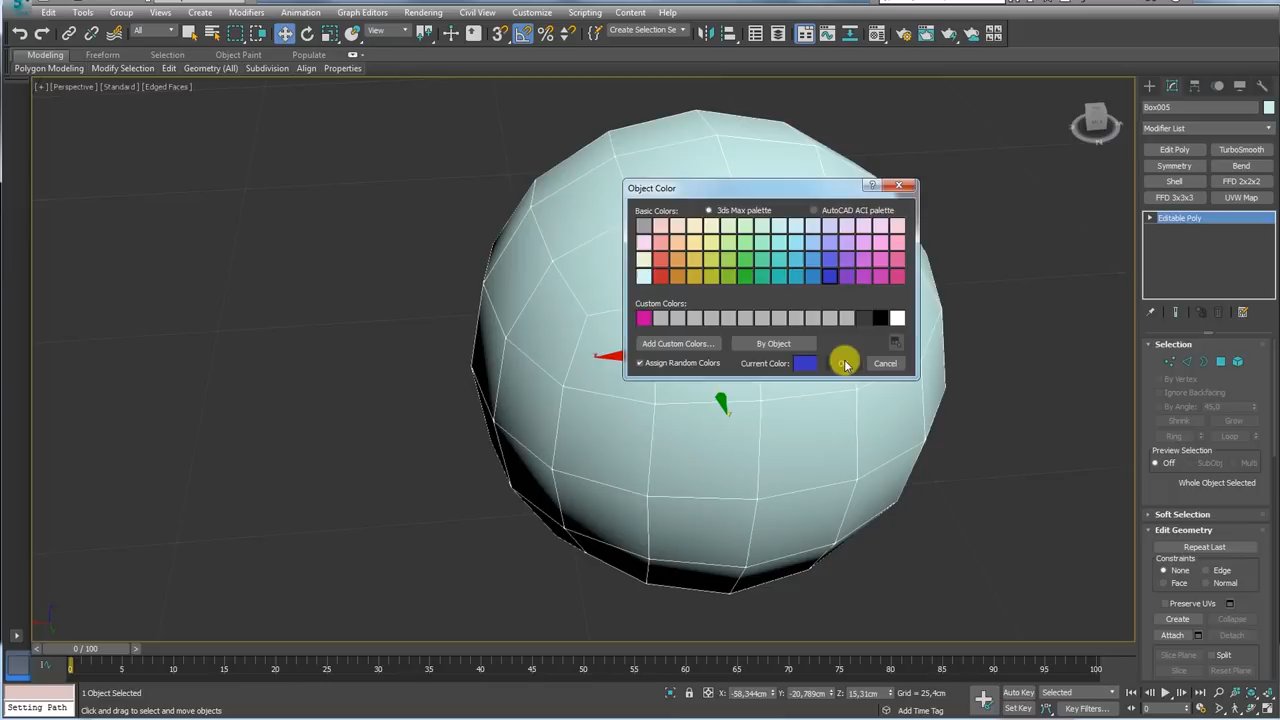 Edit Tools Group Views Create Modifiers Animation Graph Editors Rendering Civil View Customize Scripting Content Help
All View Create Selection Se
Modeling Freeform Selection Object Paint Populate
Polygon Modeling Modify Selection Edit Geometry (All) Subdivision Align Properties
[+] [Perspective] [Standard] [Edged Faces]
Box005
Modifier List
Edit Poly TurboSmooth
Symmetry Bend
Shell FFD 2x2x2
FFD 3x3x3 UVW Map
Editable Poly
Object Color
Basic Colors: 3ds Max palette AutoCAD ACI palette
Custom Colors:
Add Custom Colors... By Object
Assign Random Colors Current Color: Cancel
Selection
By Vertex
Ignore Backfacing
By Angle: 45,0
Shrink Grow
Ring Loop
Preview Selection
Off SubObj Multi
Whole Object Selected
Soft Selection
Edit Geometry
Repeat Last
Constraints
None Edge
Face Normal
Preserve UVs
Create Collapse
Attach Detach
Slice Plane Split
Slice Reset Plane
0 / 100
0 5 10 15 20 25 30 35 40 45 50 55 60 65 70 75 80 85 90 95 100
1 Object Selected X: -58,344cm Y: -20,789cm Z: 15,31cm Grid = 25,4cm Auto Key Selected
Setting Path Click and drag to select and move objects Add Time Tag Set Key Key Filters... 0